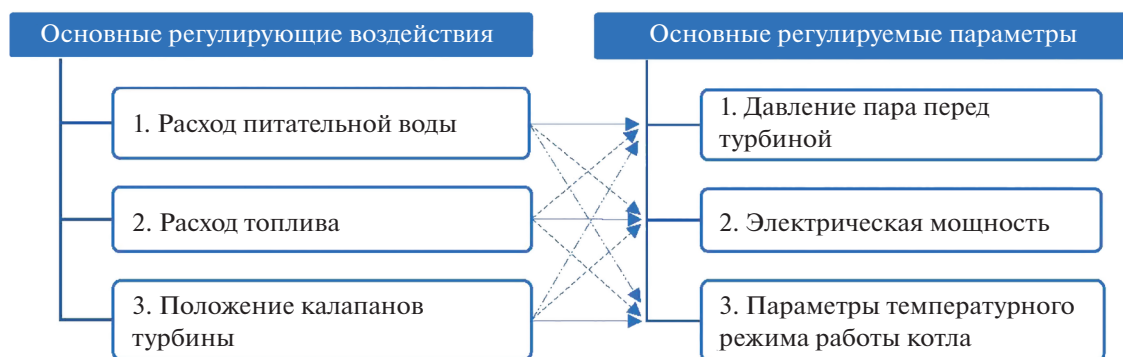 Основные регулирующие воздействия
1. Расход питательной воды
2. Расход топлива
3. Положение калапанов
турбины
Основные регулируемые параметры
1. Давление пара перед
турбиной
2. Электрическая мощность
3. Параметры температурного
режима работы котла